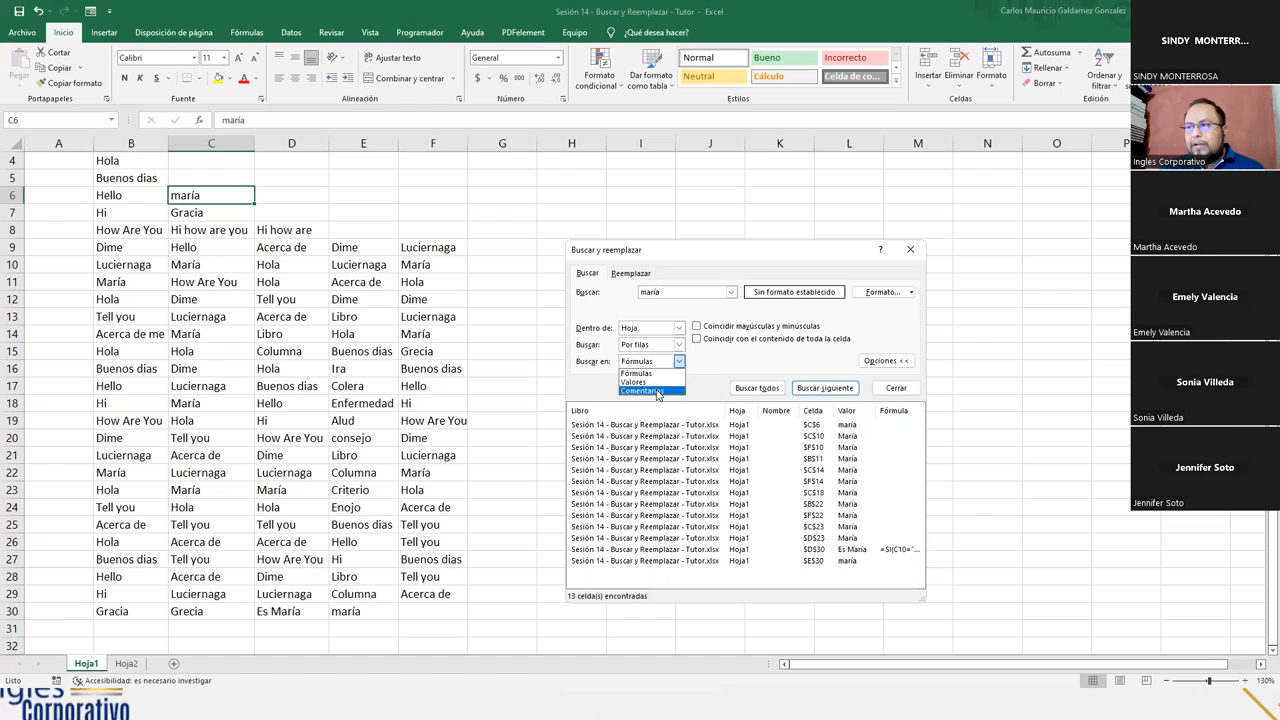 Sesión 14 - Buscar y Reemplazar - Tutor - Excel
Carlos Mauricio Galdamez Gonzalez
Archivo Inicio Insertar Disposición de página Fórmulas Datos Revisar Vista Programador Ayuda PDFelement Equipo ¿Qué desea hacer?
Pegar
Cortar
Copiar
Copiar formato
Portapapeles
Calibri 11
N K S
Fuente
Ajustar texto
Combinar y centrar
Alineación
General
$ % 000
Número
Formato condicional
Dar formato como tabla
Normal Bueno Incorrecto
Neutral Cálculo Celda de co...
Estilos
Insertar Eliminar Formato
Celdas
Autosuma
Rellenar
Borrar
Ordenar y filtrar
Edición
C6 fx maría
A B C D E F G H I J K L M N O P
4 Hola
5 Buenos dias
6 Hello maría
7 Hi Gracia
8 How Are You Hi how are you Hi how are
9 Dime Hello Acerca de Dime Luciernaga
10 Luciernaga María Hola Luciernaga María
11 María How Are You Hola Acerca de Hola
12 Hola Dime Tell you Dime Dime
13 Tell you Luciernaga Luciernaga Libro Acerca de
14 Acerca de me María Libro Hola María
15 Hola Hola Columna Buenos dias Grecia
16 Buenos dias Dime Hola Ira Buenos dias
17 Hello Luciernaga Acerca de Colera Hello
18 Hi María Hello Enfermedad Hi
19 How Are You Hola Hi Alud How Are You
20 Dime Tell you How Are You consejo Dime
21 Luciernaga Acerca de Dime Libro Luciernaga
22 María Luciernaga Luciernaga Columna María
23 Hola María María Criterio Hola
24 Tell you Hola Hola Enojo Acerca de
25 Acerca de Tell you Tell you Buenos dias Tell you
26 Hola Acerca de Acerca de Hello Tell you
27 Buenos dias Tell you How Are You Hi Tell you
28 Hello Acerca de Dime Libro Tell you
29 Hi Luciernaga Luciernaga Columna Acerca de
30 Gracia Grecia Es María maría
31
32
Buscar y reemplazar ?
Buscar Reemplazar
Buscar: maría Sin formato establecido Formato...
Dentro de: Hoja Coincidir mayúsculas y minúsculas
Buscar: Por filas Coincidir con el contenido de toda la celda
Buscar en: Fórmulas Opciones <<
Fórmulas
Valores
Comentarios
Buscar todos Buscar siguiente Cerrar
Libro Hoja Nombre Celda Valor Fórmula
Sesión 14 - Buscar y Reemplazar - Tutor.xlsx Hoja1 $C$6 maría
Sesión 14 - Buscar y Reemplazar - Tutor.xlsx Hoja1 $C$10 María
Sesión 14 - Buscar y Reemplazar - Tutor.xlsx Hoja1 $F$10 María
Sesión 14 - Buscar y Reemplazar - Tutor.xlsx Hoja1 $B$11 María
Sesión 14 - Buscar y Reemplazar - Tutor.xlsx Hoja1 $C$14 María
Sesión 14 - Buscar y Reemplazar - Tutor.xlsx Hoja1 $F$14 María
Sesión 14 - Buscar y Reemplazar - Tutor.xlsx Hoja1 $C$18 María
Sesión 14 - Buscar y Reemplazar - Tutor.xlsx Hoja1 $B$22 María
Sesión 14 - Buscar y Reemplazar - Tutor.xlsx Hoja1 $F$22 María
Sesión 14 - Buscar y Reemplazar - Tutor.xlsx Hoja1 $C$23 María
Sesión 14 - Buscar y Reemplazar - Tutor.xlsx Hoja1 $D$23 María
Sesión 14 - Buscar y Reemplazar - Tutor.xlsx Hoja1 $D$30 Es María =SI(C10="...
Sesión 14 - Buscar y Reemplazar - Tutor.xlsx Hoja1 $E$30 maría
13 celda(s) encontradas
Hoja1 Hoja2
Listo Accesibilidad: es necesario investigar 130%
Ingles
Corporativo
SINDY MONTERR...
SINDY MONTERROSA
Ingles Corporativo
Martha Acevedo
Martha Acevedo
Emely Valencia
Emely Valencia
Sonia Villeda
Sonia Villeda
Jennifer Soto
Jennifer Soto